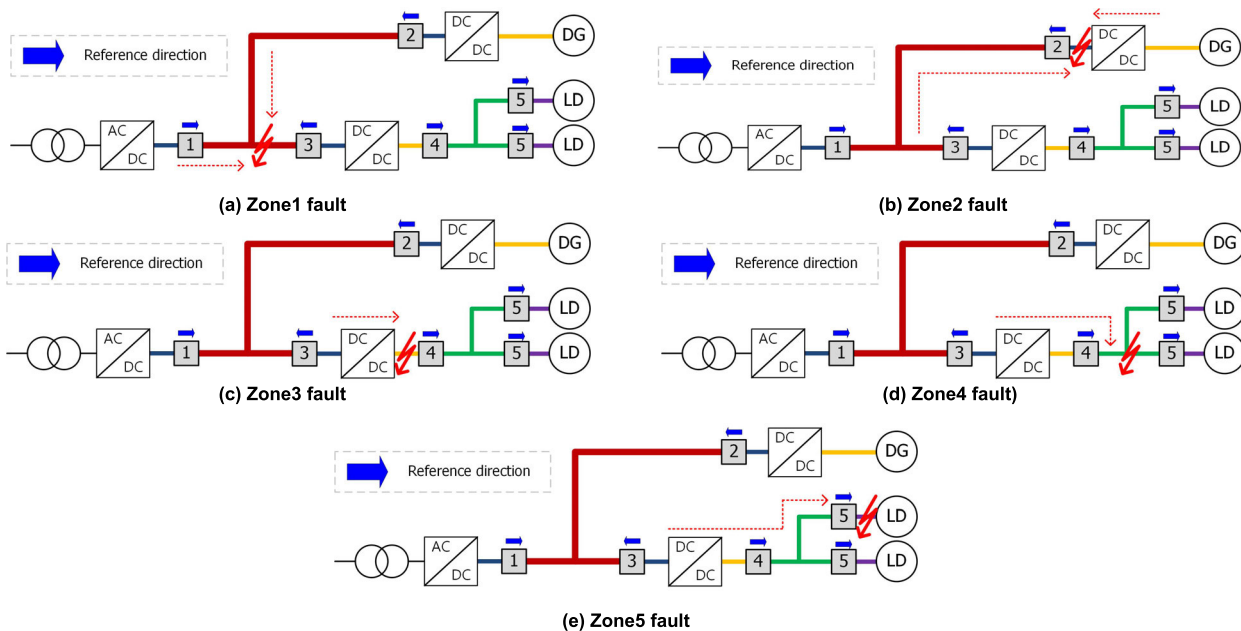 Reference direction
2
DC
DC
DG
5
LD
1
3
4
5
LD
AC
DC
DC
DC
(a) Zone1 fault
Reference direction
2
DC
DC
DG
5
LD
1
3
4
5
LD
AC
DC
DC
DC
(b) Zone2 fault
Reference direction
2
DC
DC
DG
5
LD
1
3
4
5
LD
AC
DC
DC
DC
(c) Zone3 fault
Reference direction
2
DC
DC
DG
5
LD
1
3
4
5
LD
AC
DC
DC
DC
(d) Zone4 fault)
Reference direction
2
DC
DC
DG
5
LD
1
3
4
5
LD
AC
DC
DC
DC
(e) Zone5 fault